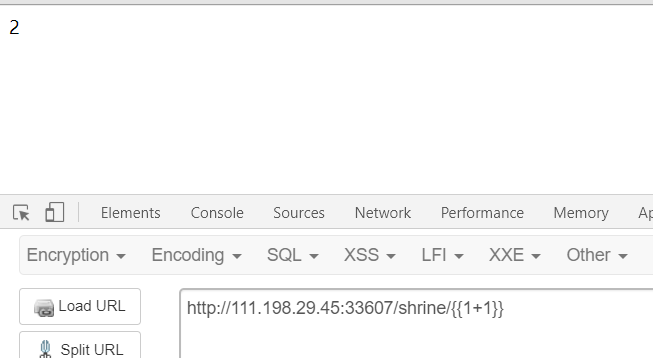 2
Elements Console Sources Network Performance Memory Ap
Encryption Encoding SQL XSS LFI XXE Other
Load URL http://111.198.29.45:33607/shrine/{{1+1}}
Split URL